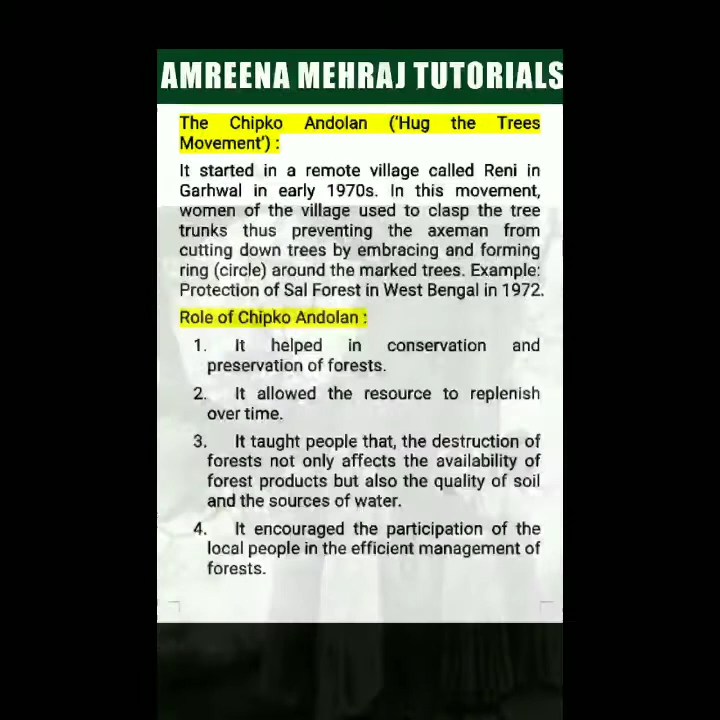 AMREENA MEHRAJ TUTORIALS
The Chipko Andolan ('Hug the Trees
Movement') :
It started in a remote village called Reni in
Garhwal in early 1970s. In this movement,
women of the village used to clasp the tree
trunks thus preventing the axeman from
cutting down trees by embracing and forming
ring (circle) around the marked trees. Example:
Protection of Sal Forest in West Bengal in 1972.
Role of Chipko Andolan :
1. It helped in conservation and
preservation of forests.
2. It allowed the resource to replenish
over time.
3. It taught people that, the destruction of
forests not only affects the availability of
forest products but also the quality of soil
and the sources of water.
4. It encouraged the participation of the
local people in the efficient management of
forests.